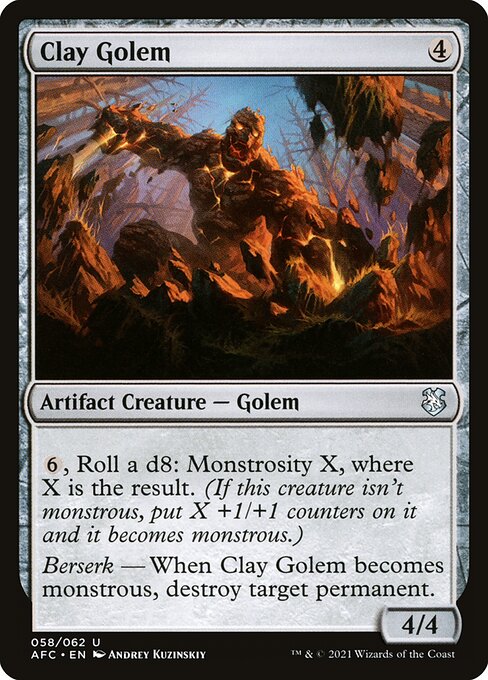 Clay Golem 4
Artifact Creature — Golem
6, Roll a d8: Monstrosity X, where
X is the result. (If this creature isn't
monstrous, put X +1/+1 counters on it
and it becomes monstrous.)
Berserk — When Clay Golem becomes
monstrous, destroy target permanent.
4/4
058/062 U
AFC • EN Andrey Kuzinskiy
™ & © 2021 Wizards of the Coast